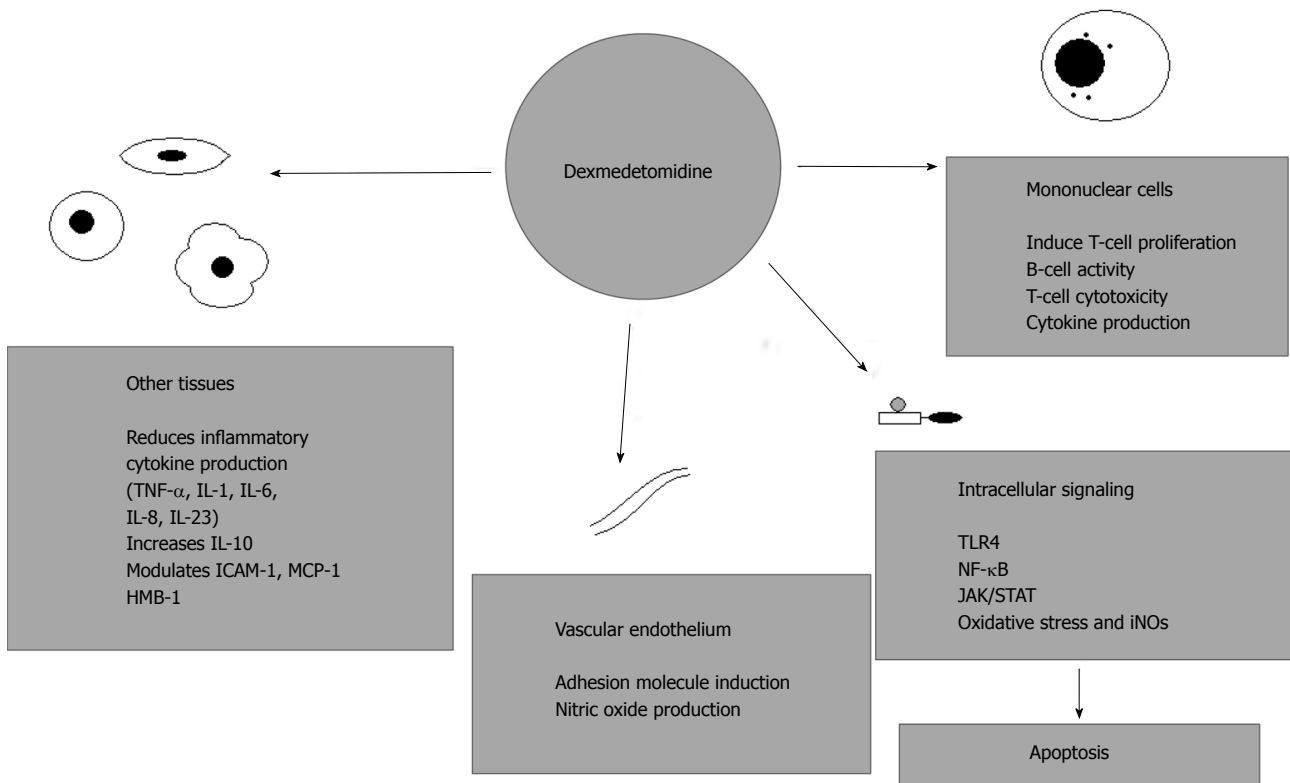 Dexmedetomidine
Mononuclear cells
Induce T-cell proliferation
B-cell activity
T-cell cytotoxicity
Cytokine production
Other tissues
Reduces inflammatory
cytokine production
(TNF-α, IL-1, IL-6,
IL-8, IL-23)
Increases IL-10
Modulates ICAM-1, MCP-1
HMB-1
Vascular endothelium
Adhesion molecule induction
Nitric oxide production
Intracellular signaling
TLR4
NF-κB
JAK/STAT
Oxidative stress and iNOs
Apoptosis